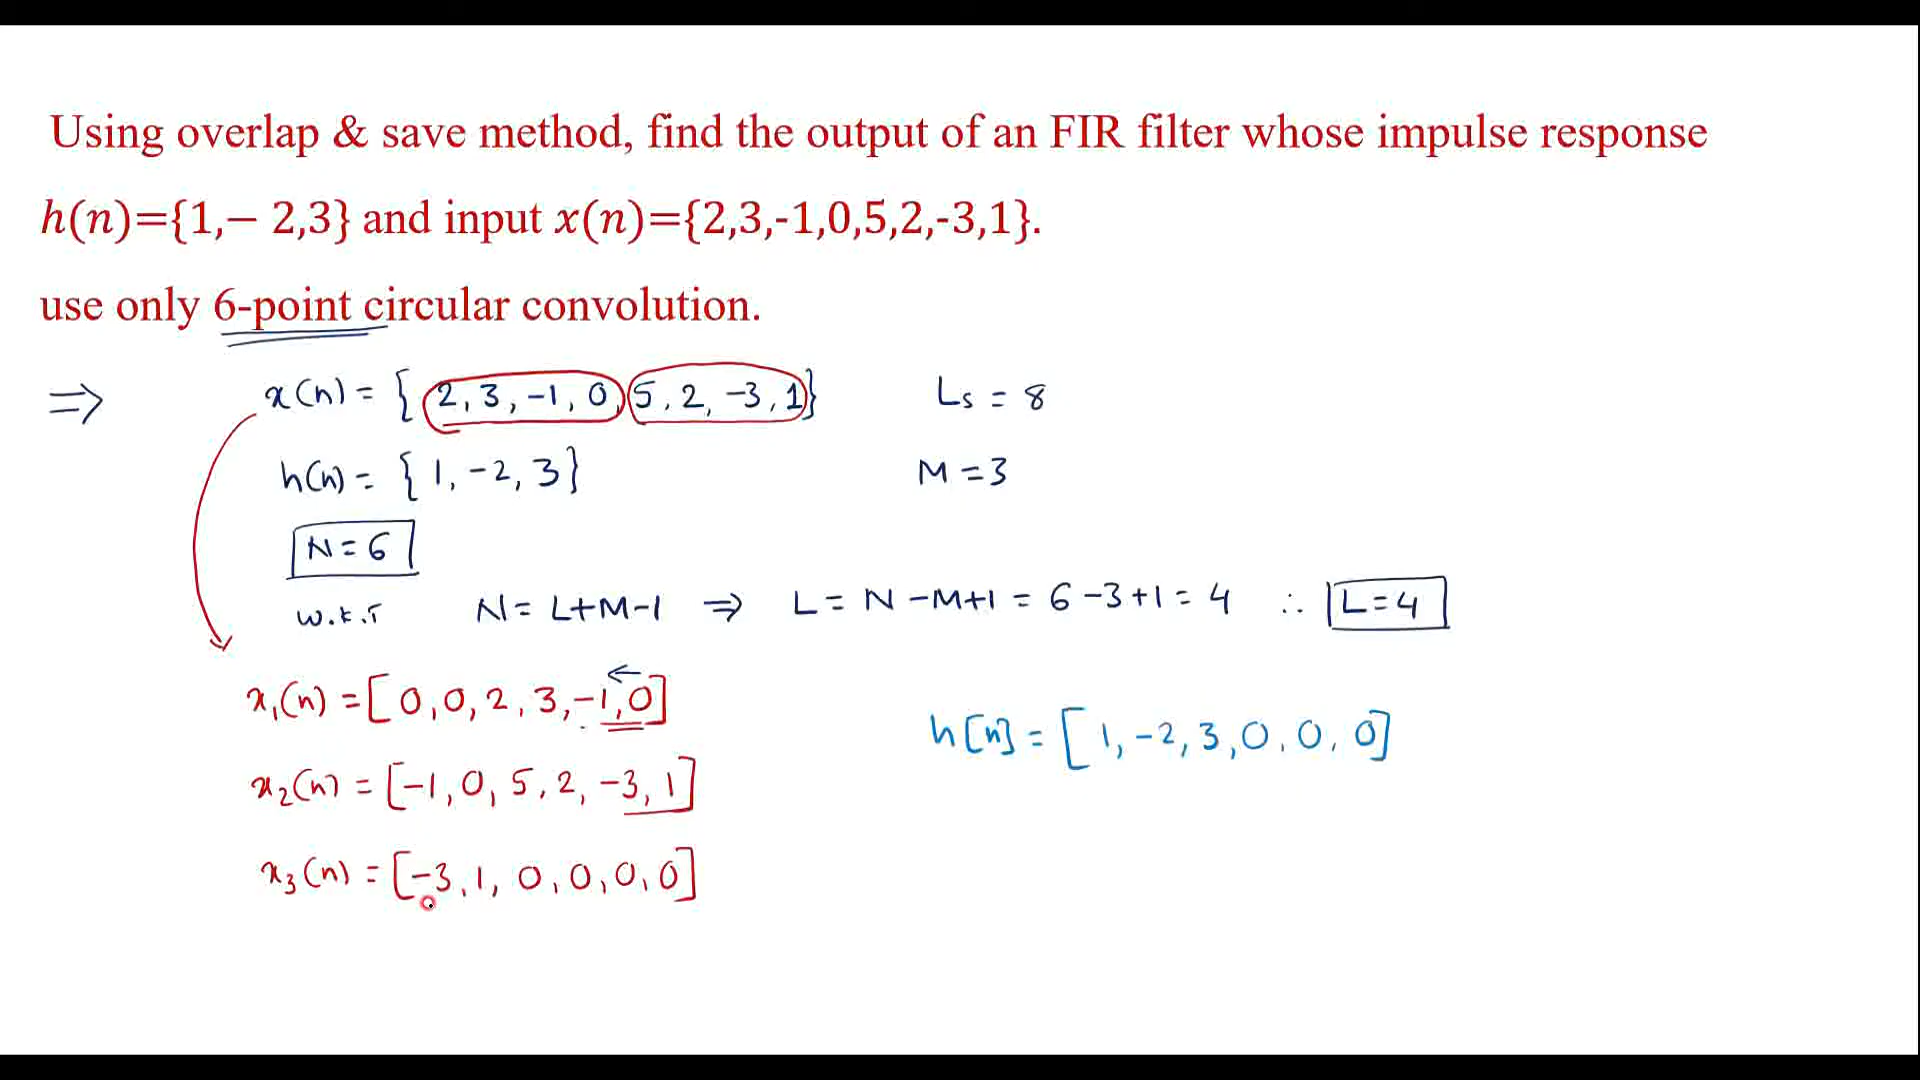 Using overlap & save method, find the output of an FIR filter whose impulse response
h(n)={1,− 2,3} and input x(n)={2,3,-1,0,5,2,-3,1}.
use only 6-point circular convolution.
⇒ x(n) = { 2, 3, -1, 0, 5, 2, -3, 1} Ls = 8
h(n) = { 1, -2, 3} M = 3
N = 6
w.k.T N = L+M-1 ⇒ L = N -M+1 = 6 -3+1 = 4 ∴ L=4
x₁(n) = [0,0,2,3,-1,0]
h[n] = [1, -2, 3, 0, 0, 0]
x₂(n) = [-1, 0, 5, 2, -3, 1]
x₃(n) = [-3, 1, 0, 0, 0, 0]